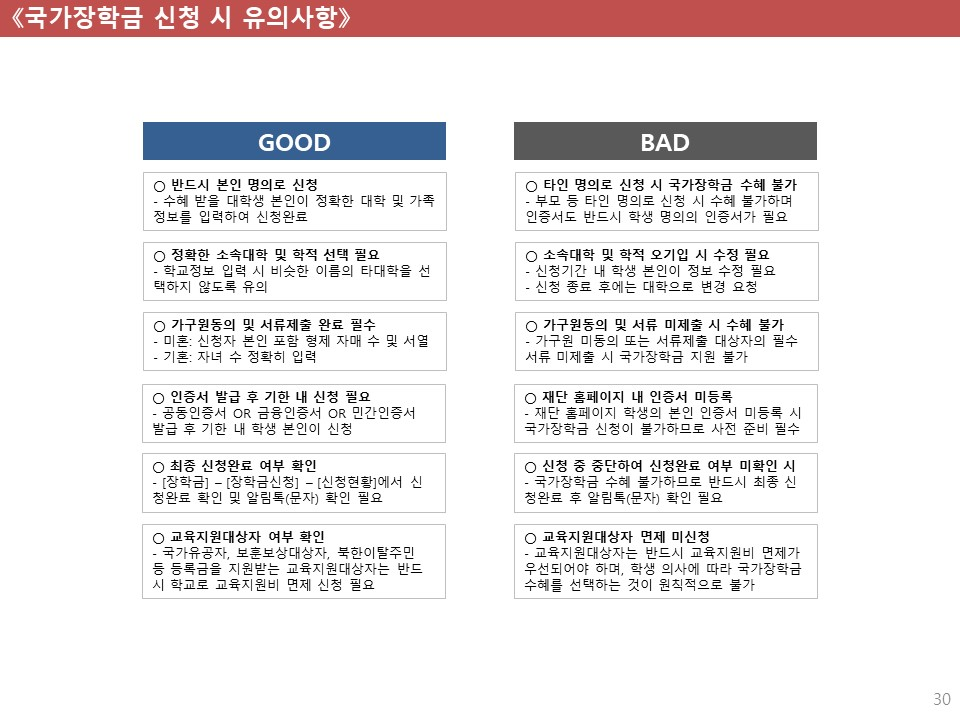 《국가장학금 신청 시 유의사항》
GOOD
○ 반드시 본인 명의로 신청
- 수혜 받을 대학생 본인이 정확한 대학 및 가족
정보를 입력하여 신청완료
○ 정확한 소속대학 및 학적 선택 필요
- 학교정보 입력 시 비슷한 이름의 타대학을 선
택하지 않도록 유의
○ 가구원동의 및 서류제출 완료 필수
- 미혼: 신청자 본인 포함 형제 자매 수 및 서열
- 기혼: 자녀 수 정확히 입력
○ 인증서 발급 후 기한 내 신청 필요
- 공동인증서 OR 금융인증서 OR 민간인증서
발급 후 기한 내 학생 본인이 신청
○ 최종 신청완료 여부 확인
- [장학금] – [장학금신청] – [신청현황]에서 신
청완료 확인 및 알림톡(문자) 확인 필요
○ 교육지원대상자 여부 확인
- 국가유공자, 보훈보상대상자, 북한이탈주민
등 등록금을 지원받는 교육지원대상자는 반드
시 학교로 교육지원비 면제 신청 필요
BAD
○ 타인 명의로 신청 시 국가장학금 수혜 불가
- 부모 등 타인 명의로 신청 시 수혜 불가하며
인증서도 반드시 학생 명의의 인증서가 필요
○ 소속대학 및 학적 오기입 시 수정 필요
- 신청기간 내 학생 본인이 정보 수정 필요
- 신청 종료 후에는 대학으로 변경 요청
○ 가구원동의 및 서류 미제출 시 수혜 불가
- 가구원 미동의 또는 서류제출 대상자의 필수
서류 미제출 시 국가장학금 지원 불가
○ 재단 홈페이지 내 인증서 미등록
- 재단 홈페이지 학생의 본인 인증서 미등록 시
국가장학금 신청이 불가하므로 사전 준비 필수
○ 신청 중 중단하여 신청완료 여부 미확인 시
- 국가장학금 수혜 불가하므로 반드시 최종 신
청완료 후 알림톡(문자) 확인 필요
○ 교육지원대상자 면제 미신청
- 교육지원대상자는 반드시 교육지원비 면제가
우선되어야 하며, 학생 의사에 따라 국가장학금
수혜를 선택하는 것이 원칙적으로 불가
30